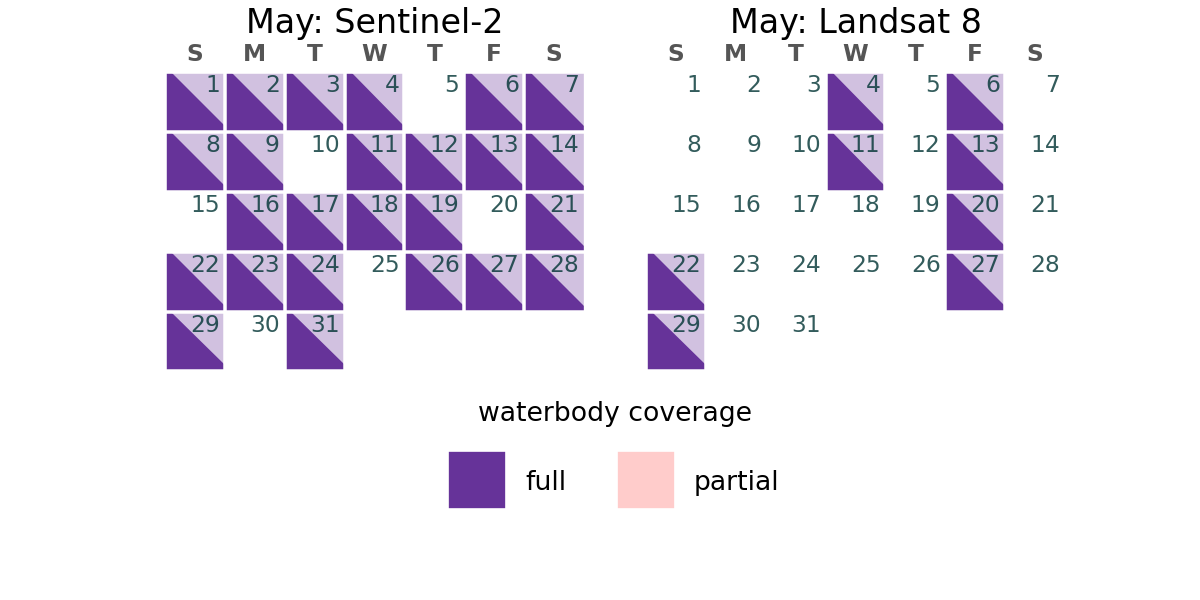 May: Sentinel-2
S M T W T F S
1 2 3 4 5 6 7
8 9 10 11 12 13 14
15 16 17 18 19 20 21
22 23 24 25 26 27 28
29 30 31
May: Landsat 8
S M T W T F S
1 2 3 4 5 6 7
8 9 10 11 12 13 14
15 16 17 18 19 20 21
22 23 24 25 26 27 28
29 30 31
waterbody coverage
full partial